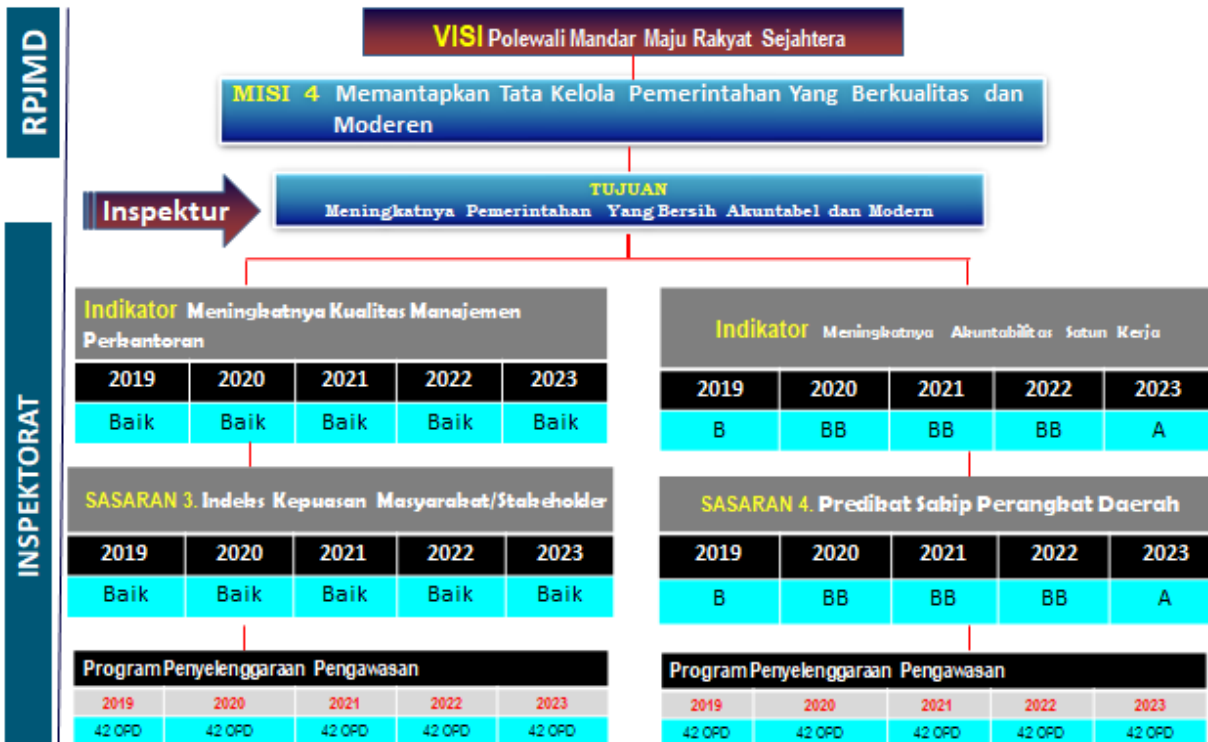 RPJMD
VISI Polewali Mandar Maju Rakyat Sejahtera
MISI 4 Memantapkan Tata Kelola Pemerintahan Yang Berkualitas dan
Moderen
Inspektur
TUJUAN
Meningkatnya Pemerintahan Yang Bersih Akuntabel dan Modern
INSPEKTORAT
Indikator Meningkatnya Kualitas Manajemen
Perkantoran
2019 2020 2021 2022 2023
Baik Baik Baik Baik Baik
SASARAN 3. Indeks Kepuasan Masyarakat/Stakeholder
2019 2020 2021 2022 2023
Baik Baik Baik Baik Baik
Program Penyelenggaraan Pengawasan
2019 2020 2021 2022 2023
42 OPD 42 OPD 42 OPD 42 OPD 42 OPD
Indikator Meningkatnya Akuntabilitas Satun Kerja
2019 2020 2021 2022 2023
B BB BB BB A
SASARAN 4. Predikat Sakip Perangkat Daerah
2019 2020 2021 2022 2023
B BB BB BB A
Program Penyelenggaraan Pengawasan
2019 2020 2021 2022 2023
42 OPD 42 OPD 42 OPD 42 OPD 42 OPD